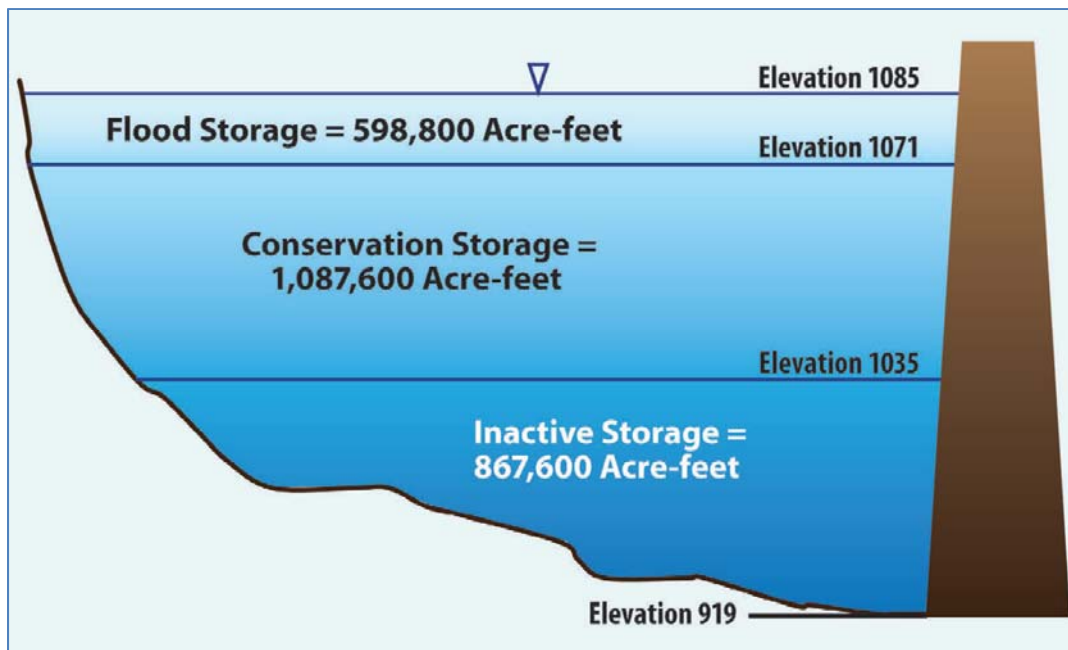 Elevation 1085
Flood Storage = 598,800 Acre-feet
Elevation 1071
Conservation Storage =
1,087,600 Acre-feet
Elevation 1035
Inactive Storage =
867,600 Acre-feet
Elevation 919